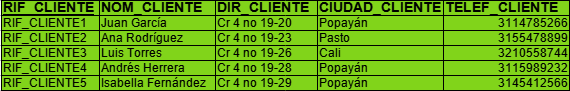 RIF_CLIENTE NOM_CLIENTE DIR_CLIENTE CIUDAD_CLIENTE TELEF_CLIENTE
RIF_CLIENTE1 Juan García Cr 4 no 19-20 Popayán 3114785266
RIF_CLIENTE2 Ana Rodríguez Cr 4 no 19-23 Pasto 3155478899
RIF_CLIENTE3 Luis Torres Cr 4 no 19-26 Cali 3210558744
RIF_CLIENTE4 Andrés Herrera Cr 4 no 19-28 Popayán 3115989232
RIF_CLIENTE5 Isabella Fernández Cr 4 no 19-29 Popayán 3145412566